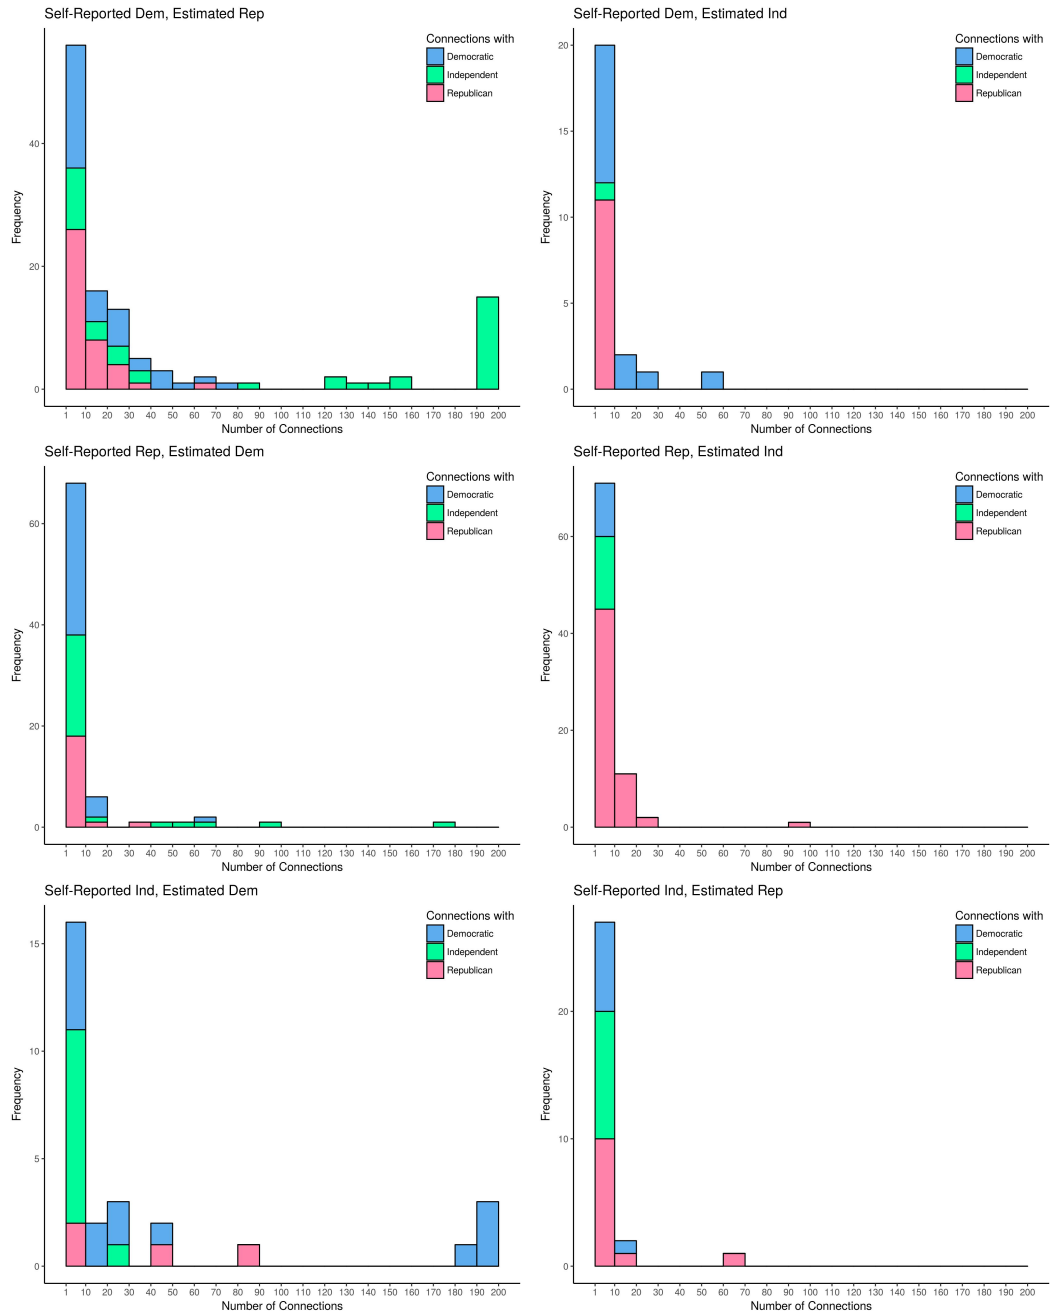 Self-Reported Dem, Estimated Rep
Connections with
Democratic
Independent
Republican
Frequency
40
20
0
1 10 20 30 40 50 60 70 80 90 100 110 120 130 140 150 160 170 180 190 200
Number of Connections
Self-Reported Dem, Estimated Ind
Connections with
Democratic
Independent
Republican
Frequency
20
15
10
5
0
1 10 20 30 40 50 60 70 80 90 100 110 120 130 140 150 160 170 180 190 200
Number of Connections
Self-Reported Rep, Estimated Dem
Connections with
Democratic
Independent
Republican
Frequency
60
40
20
0
1 10 20 30 40 50 60 70 80 90 100 110 120 130 140 150 160 170 180 190 200
Number of Connections
Self-Reported Rep, Estimated Ind
Connections with
Democratic
Independent
Republican
Frequency
60
40
20
0
1 10 20 30 40 50 60 70 80 90 100 110 120 130 140 150 160 170 180 190 200
Number of Connections
Self-Reported Ind, Estimated Dem
Connections with
Democratic
Independent
Republican
Frequency
15
10
5
0
1 10 20 30 40 50 60 70 80 90 100 110 120 130 140 150 160 170 180 190 200
Number of Connections
Self-Reported Ind, Estimated Rep
Connections with
Democratic
Independent
Republican
Frequency
20
10
0
1 10 20 30 40 50 60 70 80 90 100 110 120 130 140 150 160 170 180 190 200
Number of Connections